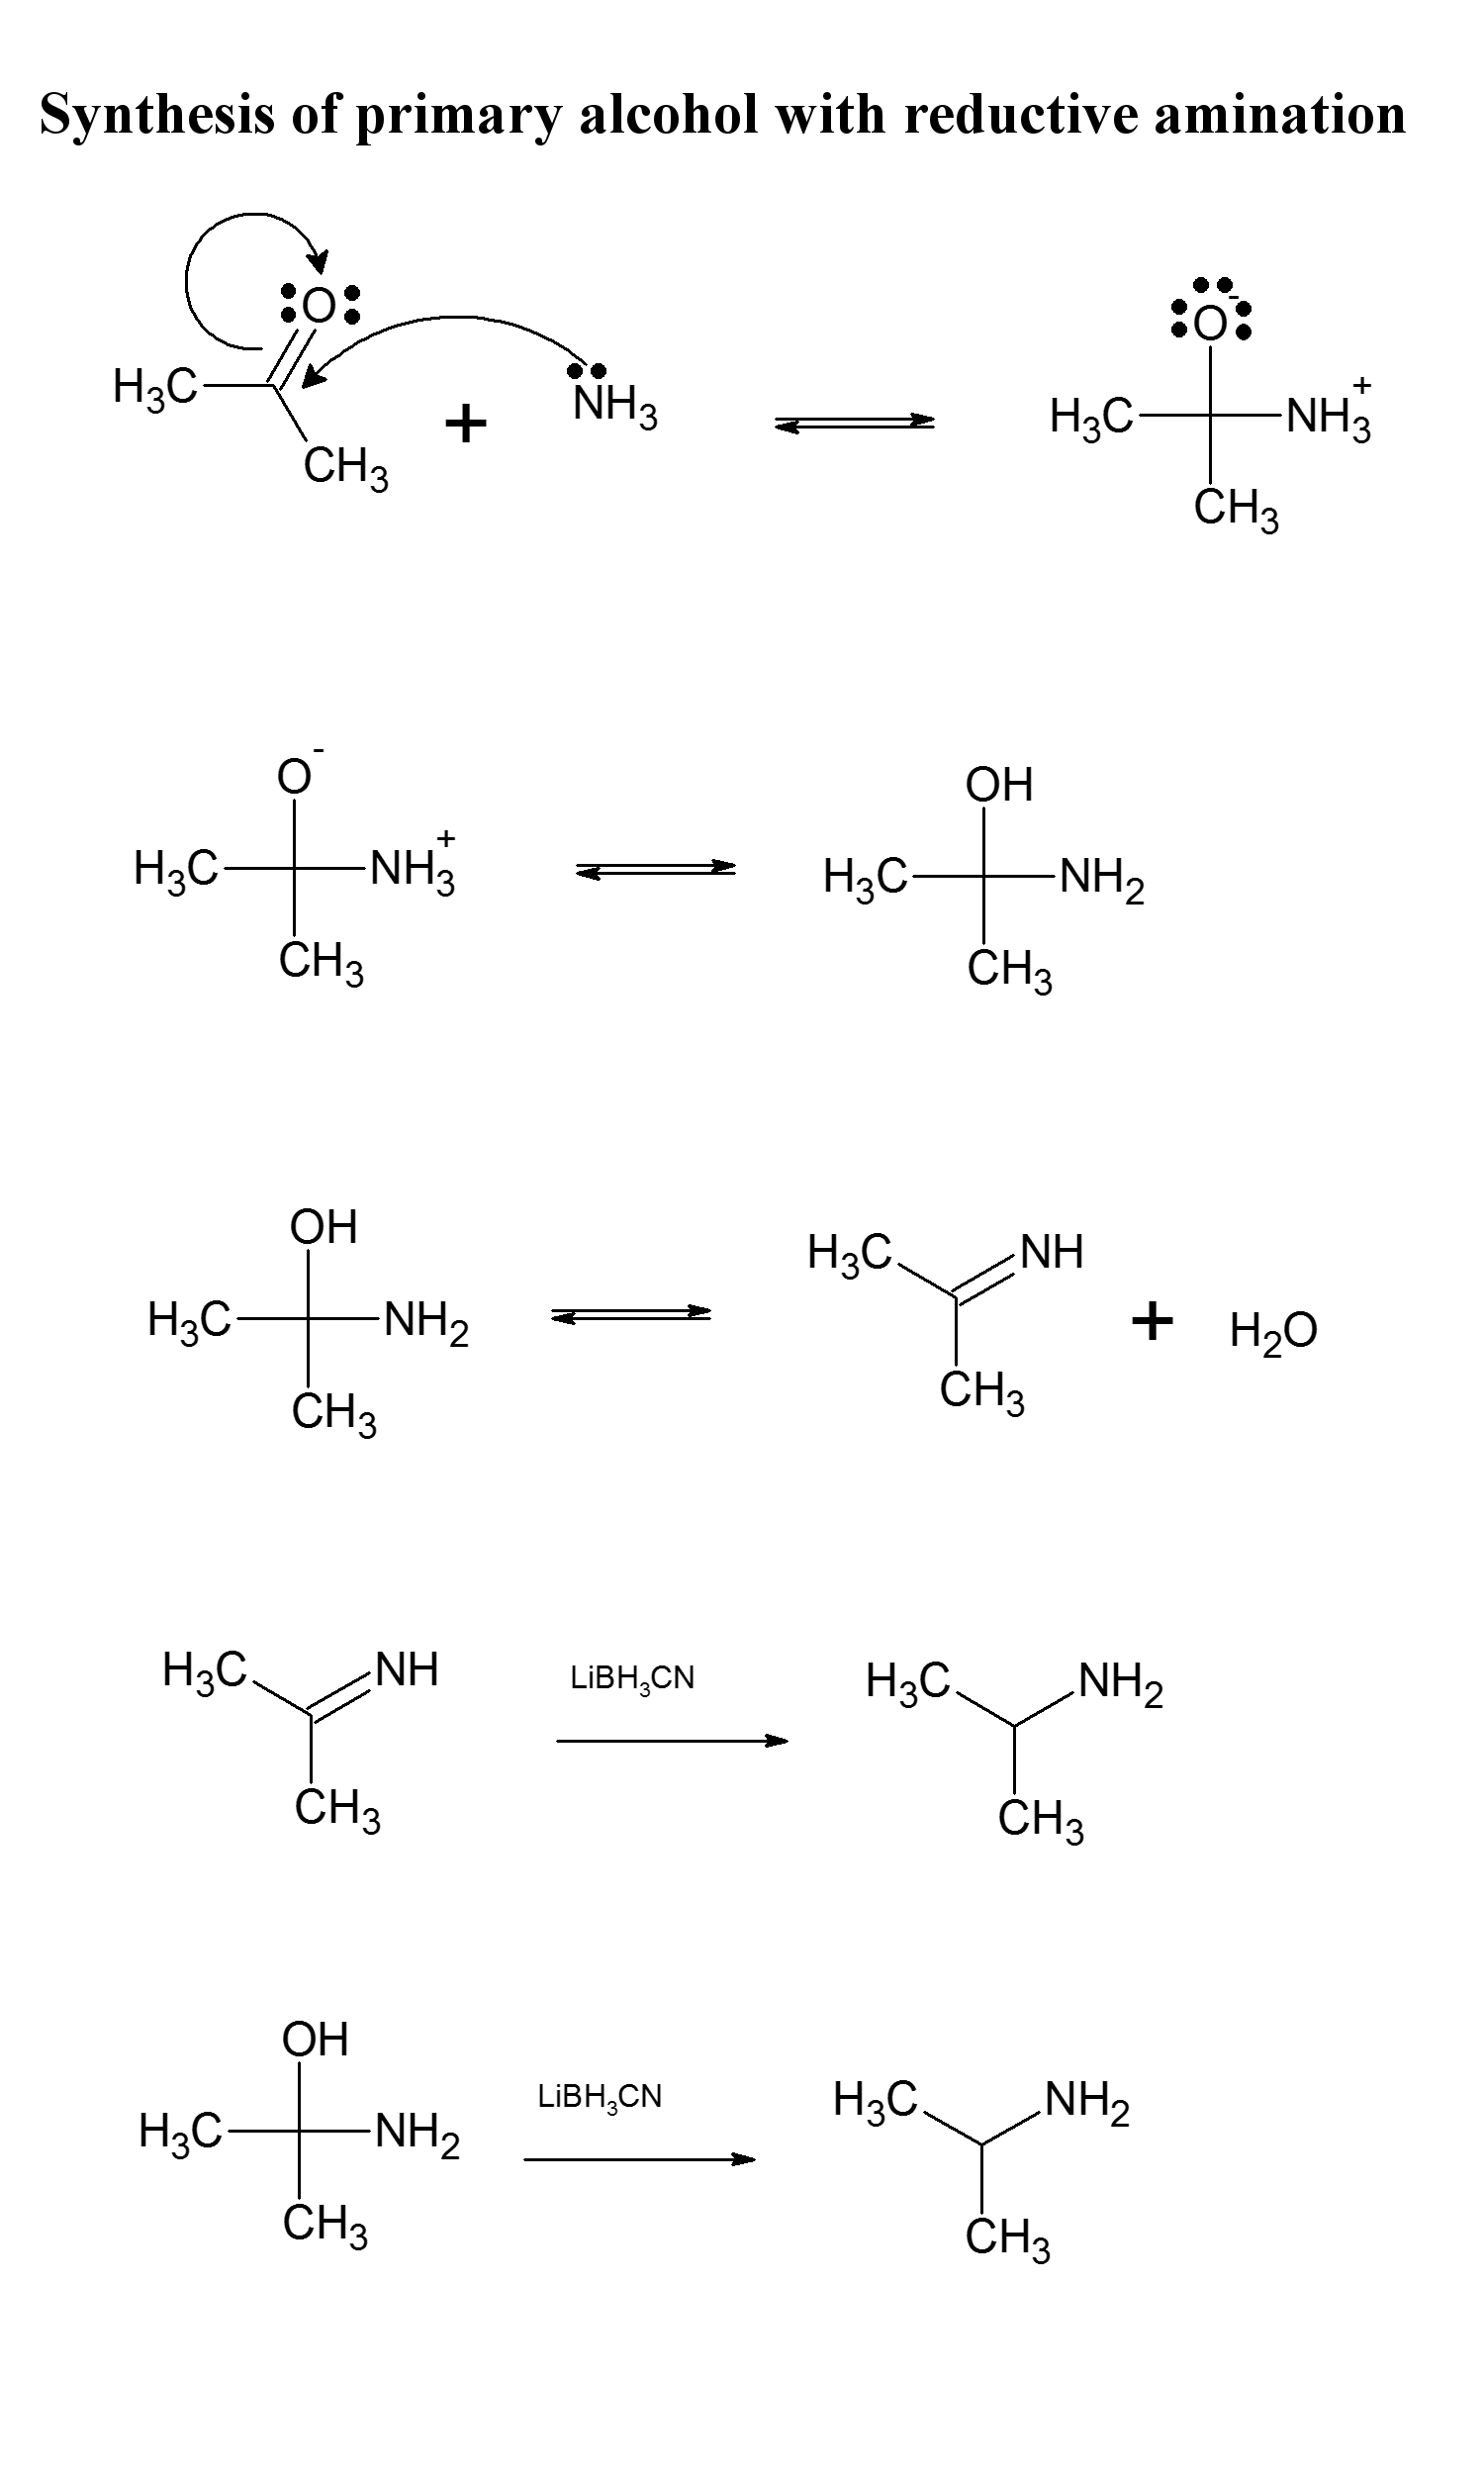 Synthesis of primary alcohol with reductive amination
O
H₃C
CH₃
+
NH₃
O⁻
H₃C
NH₃⁺
CH₃
O⁻
H₃C
NH₃⁺
CH₃
OH
H₃C
NH₂
CH₃
OH
H₃C
NH₂
CH₃
H₃C
NH
CH₃
+
H₂O
H₃C
NH
CH₃
LiBH₃CN
H₃C
NH₂
CH₃
OH
H₃C
NH₂
CH₃
LiBH₃CN
H₃C
NH₂
CH₃